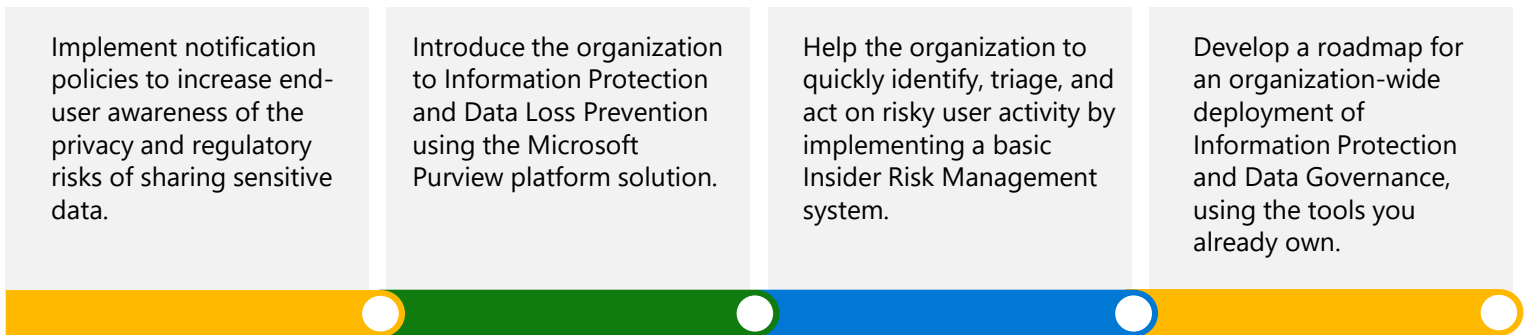 Implement notification
policies to increase end-
user awareness of the
privacy and regulatory
risks of sharing sensitive
data.
Introduce the organization
to Information Protection
and Data Loss Prevention
using the Microsoft
Purview platform solution.
Help the organization to
quickly identify, triage, and
act on risky user activity by
implementing a basic
Insider Risk Management
system.
Develop a roadmap for
an organization-wide
deployment of
Information Protection
and Data Governance,
using the tools you
already own.